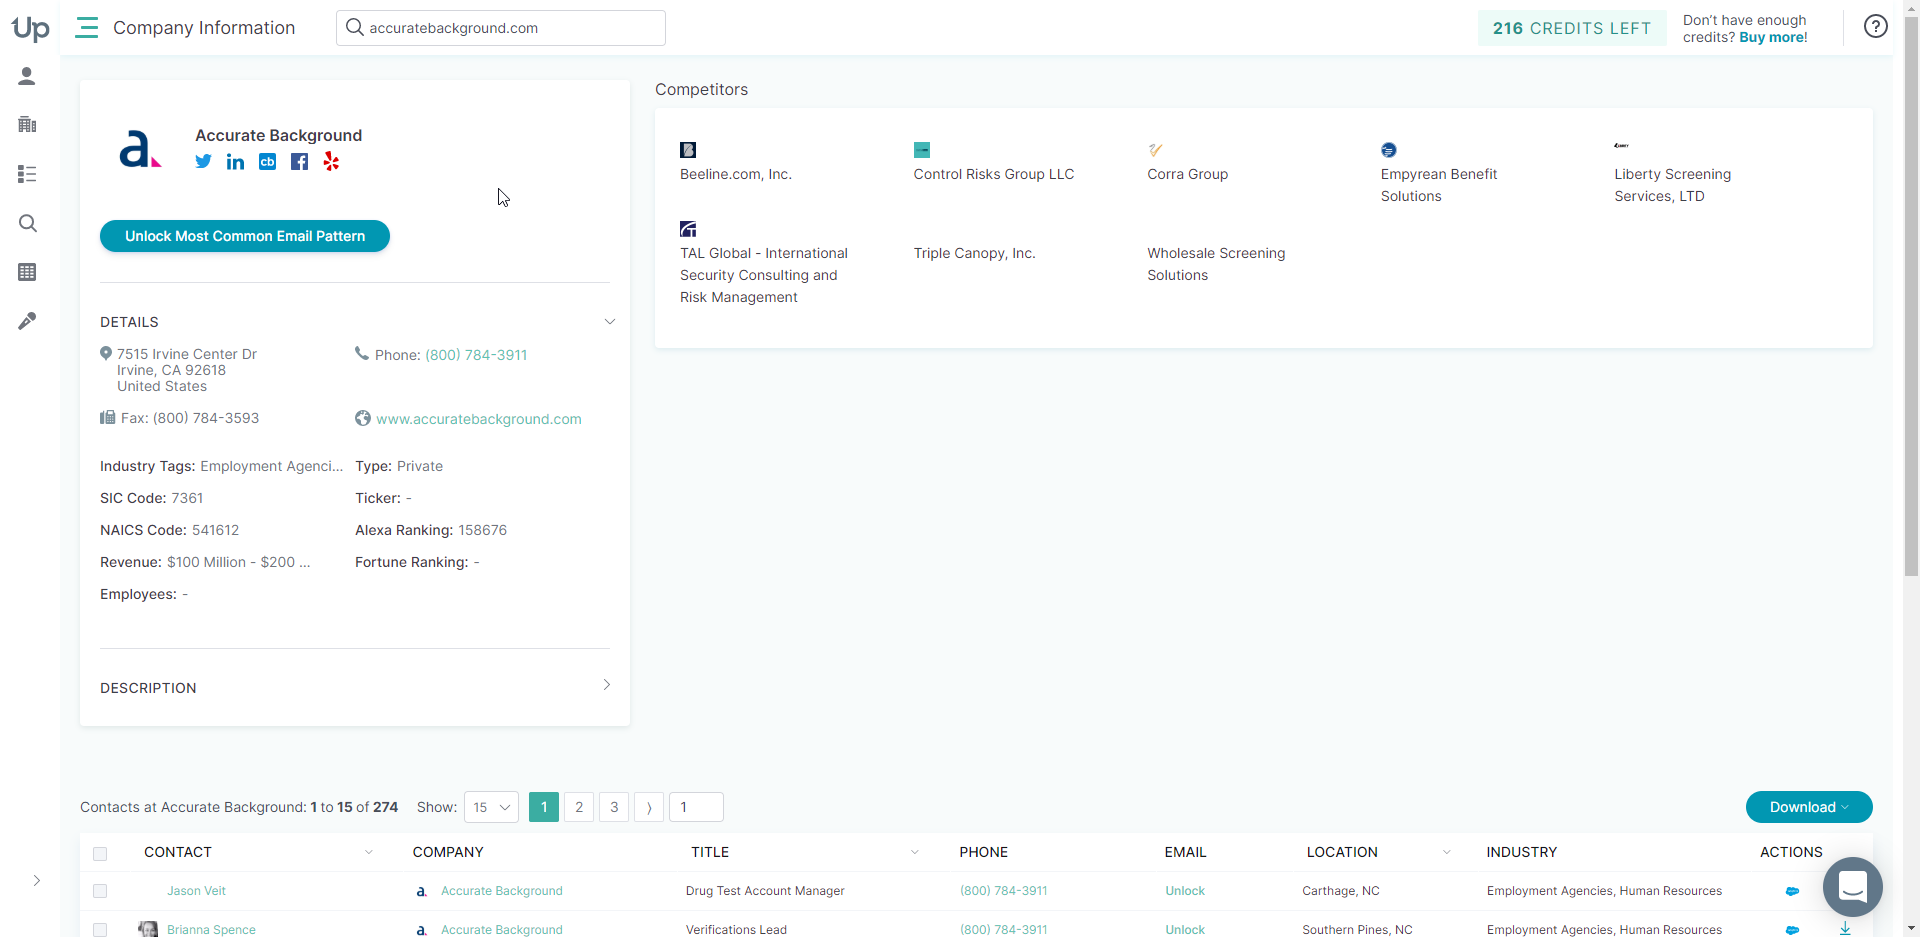 Up
Company Information
accuratebackground.com
216 CREDITS LEFT
Don't have enough
credits? Buy more!
?
a.
Accurate Background
in
cb
Unlock Most Common Email Pattern
DETAILS
7515 Irvine Center Dr
Irvine, CA 92618
United States
Phone: (800) 784-3911
Fax: (800) 784-3593
www.accuratebackground.com
Industry Tags: Employment Agenci...
Type: Private
SIC Code: 7361
Ticker: -
NAICS Code: 541612
Alexa Ranking: 158676
Revenue: $100 Million - $200 ...
Fortune Ranking: -
Employees: -
DESCRIPTION
Competitors
Beeline.com, Inc.
Control Risks Group LLC
Corra Group
Empyrean Benefit
Solutions
Liberty Screening
Services, LTD
TAL Global - International
Security Consulting and
Risk Management
Triple Canopy, Inc.
Wholesale Screening
Solutions
Contacts at Accurate Background: 1 to 15 of 274
Show: 15
1 2 3 ⟩ 1
Download
CONTACT COMPANY TITLE PHONE EMAIL LOCATION INDUSTRY ACTIONS
Jason Veit a. Accurate Background Drug Test Account Manager (800) 784-3911 Unlock Carthage, NC Employment Agencies, Human Resources
Brianna Spence a. Accurate Background Verifications Lead (800) 784-3911 Unlock Southern Pines, NC Employment Agencies, Human Resources